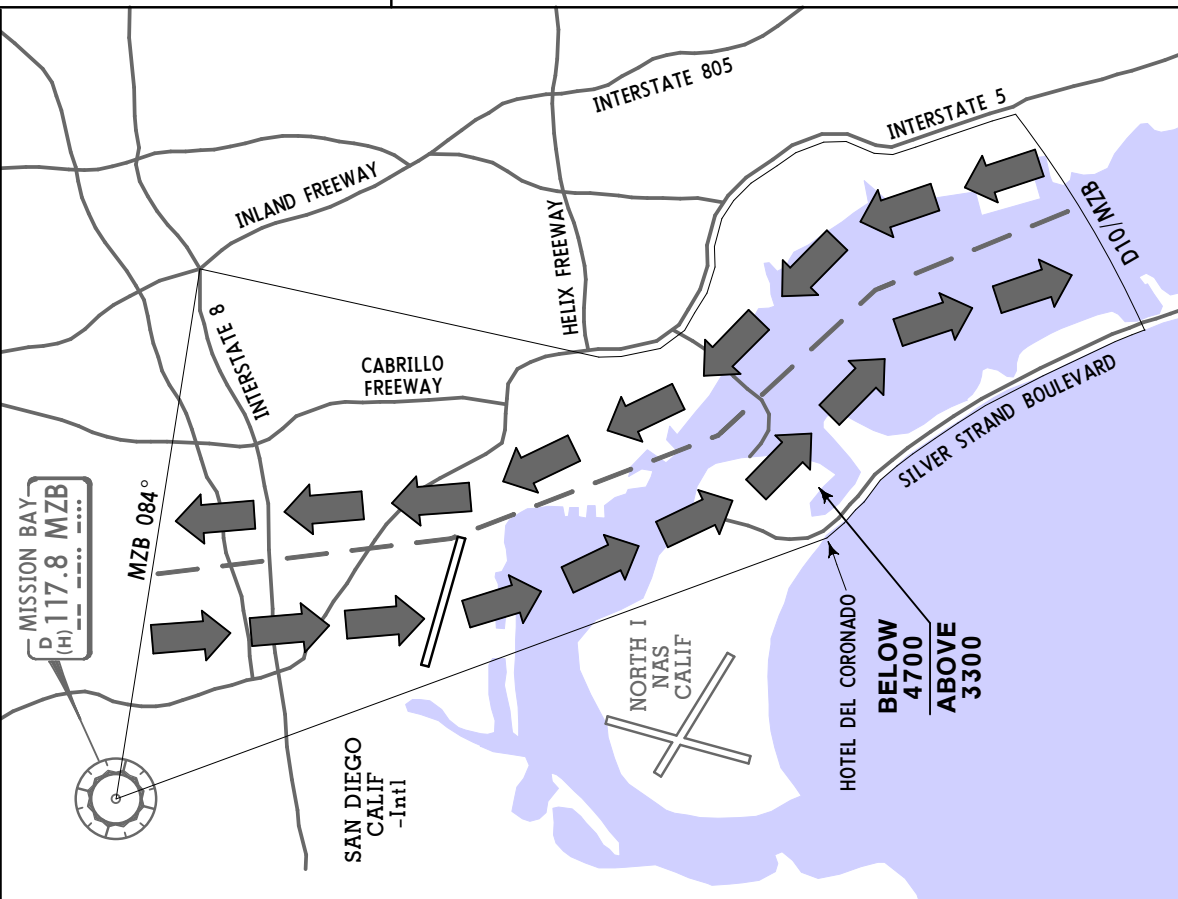 INTERSTATE 805
INTERSTATE 5
INLAND FREEWAY
HELIX FREEWAY
D10/MZB
INTERSTATE 8
CABRILLO
FREEWAY
SILVER STRAND BOULEVARD
MZB 084°
MISSION BAY
D
(H) 117.8 MZB
-- --.. -...
NORTH I
NAS
CALIF
HOTEL DEL CORONADO
BELOW
4700
ABOVE
3300
SAN DIEGO
CALIF
-Intl